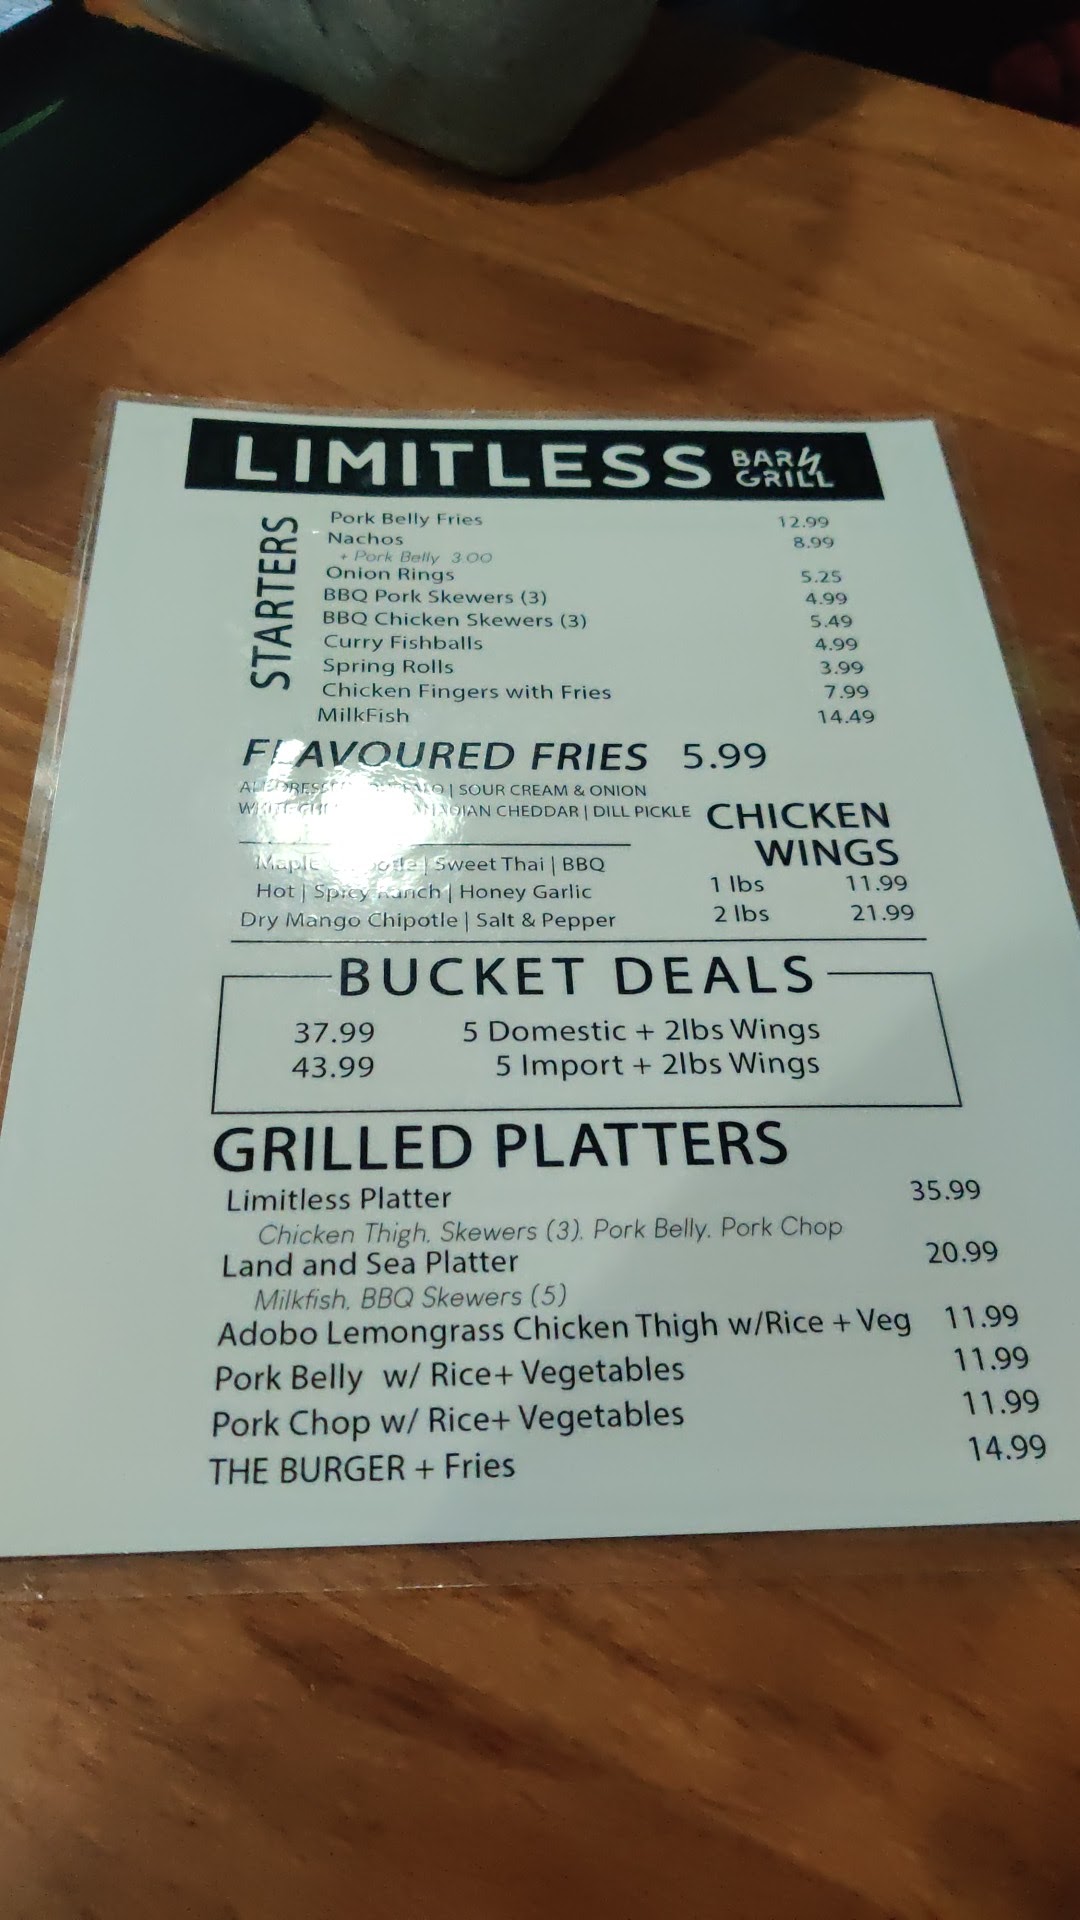 LIMITLESS BAR & GRILL
STARTERS
Pork Belly Fries 12.99
Nachos 8.99
+ Pork Belly 3.00
Onion Rings 5.25
BBQ Pork Skewers (3) 4.99
BBQ Chicken Skewers (3) 5.49
Curry Fishballs 4.99
Spring Rolls 3.99
Chicken Fingers with Fries 7.99
MilkFish 14.49
FLAVOURED FRIES 5.99
| SOUR CREAM & ONION
CHEDDAR | DILL PICKLE
CHICKEN
WINGS
1 lbs 11.99
2 lbs 21.99
Maple | Sweet Thai | BBQ
Hot | Spicy Ranch | Honey Garlic
Dry Mango Chipotle | Salt & Pepper
BUCKET DEALS
37.99 5 Domestic + 2lbs Wings
43.99 5 Import + 2lbs Wings
GRILLED PLATTERS
Limitless Platter 35.99
Chicken Thigh, Skewers (3), Pork Belly, Pork Chop
Land and Sea Platter 20.99
Milkfish, BBQ Skewers (5)
Adobo Lemongrass Chicken Thigh w/Rice + Veg 11.99
Pork Belly w/ Rice+ Vegetables 11.99
Pork Chop w/ Rice+ Vegetables 11.99
THE BURGER + Fries 14.99